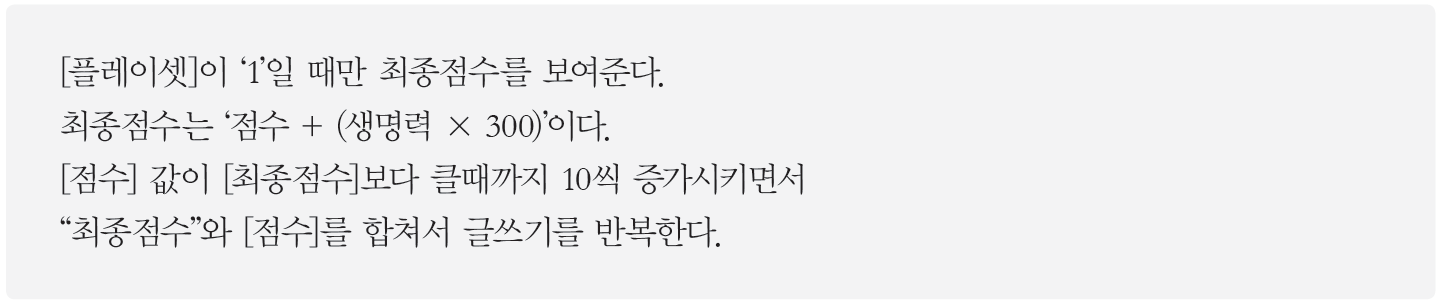 [플레이셋]이 ‘1’일 때만 최종점수를 보여준다.
최종점수는 ‘점수 + (생명력 × 300)’이다.
[점수] 값이 [최종점수]보다 클때까지 10씩 증가시키면서
“최종점수”와 [점수]를 합쳐서 글쓰기를 반복한다.